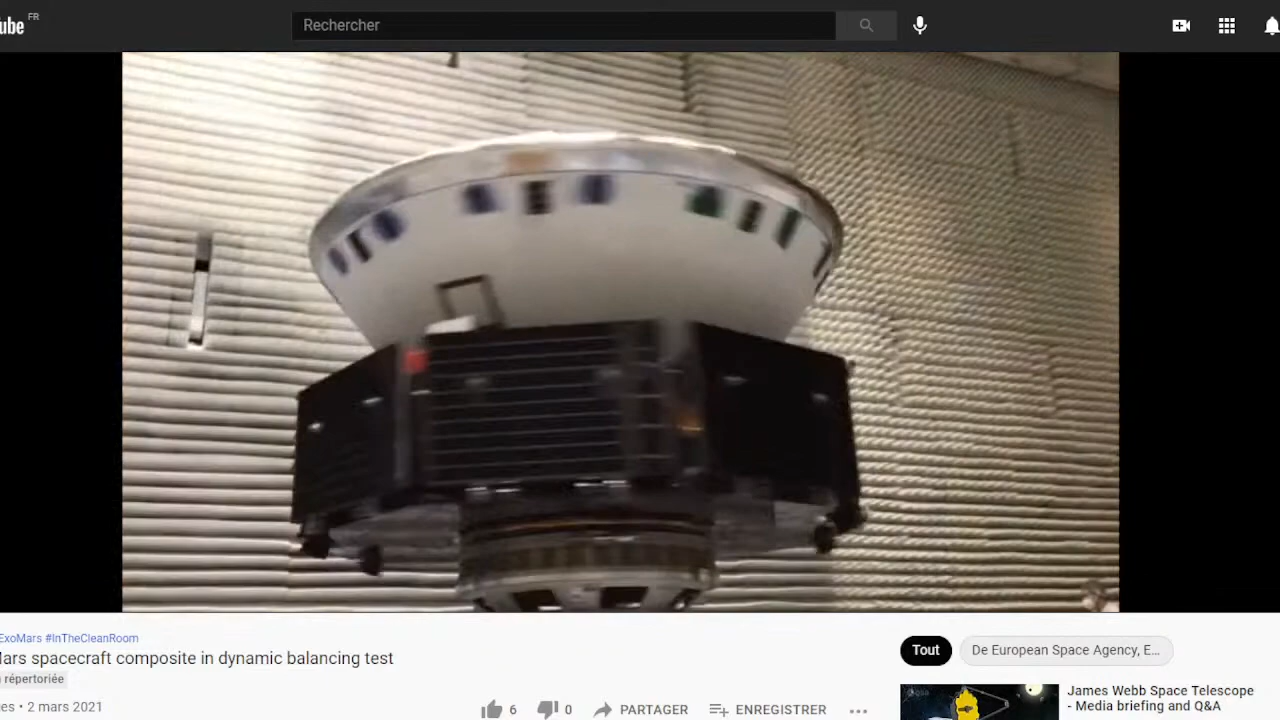 ube FR
Rechercher
ExoMars #InTheCleanRoom
Mars spacecraft composite in dynamic balancing test
répertoriée
es • 2 mars 2021
6
0
PARTAGER
ENREGISTRER
Tout
De European Space Agency, E...
James Webb Space Telescope
- Media briefing and Q&A